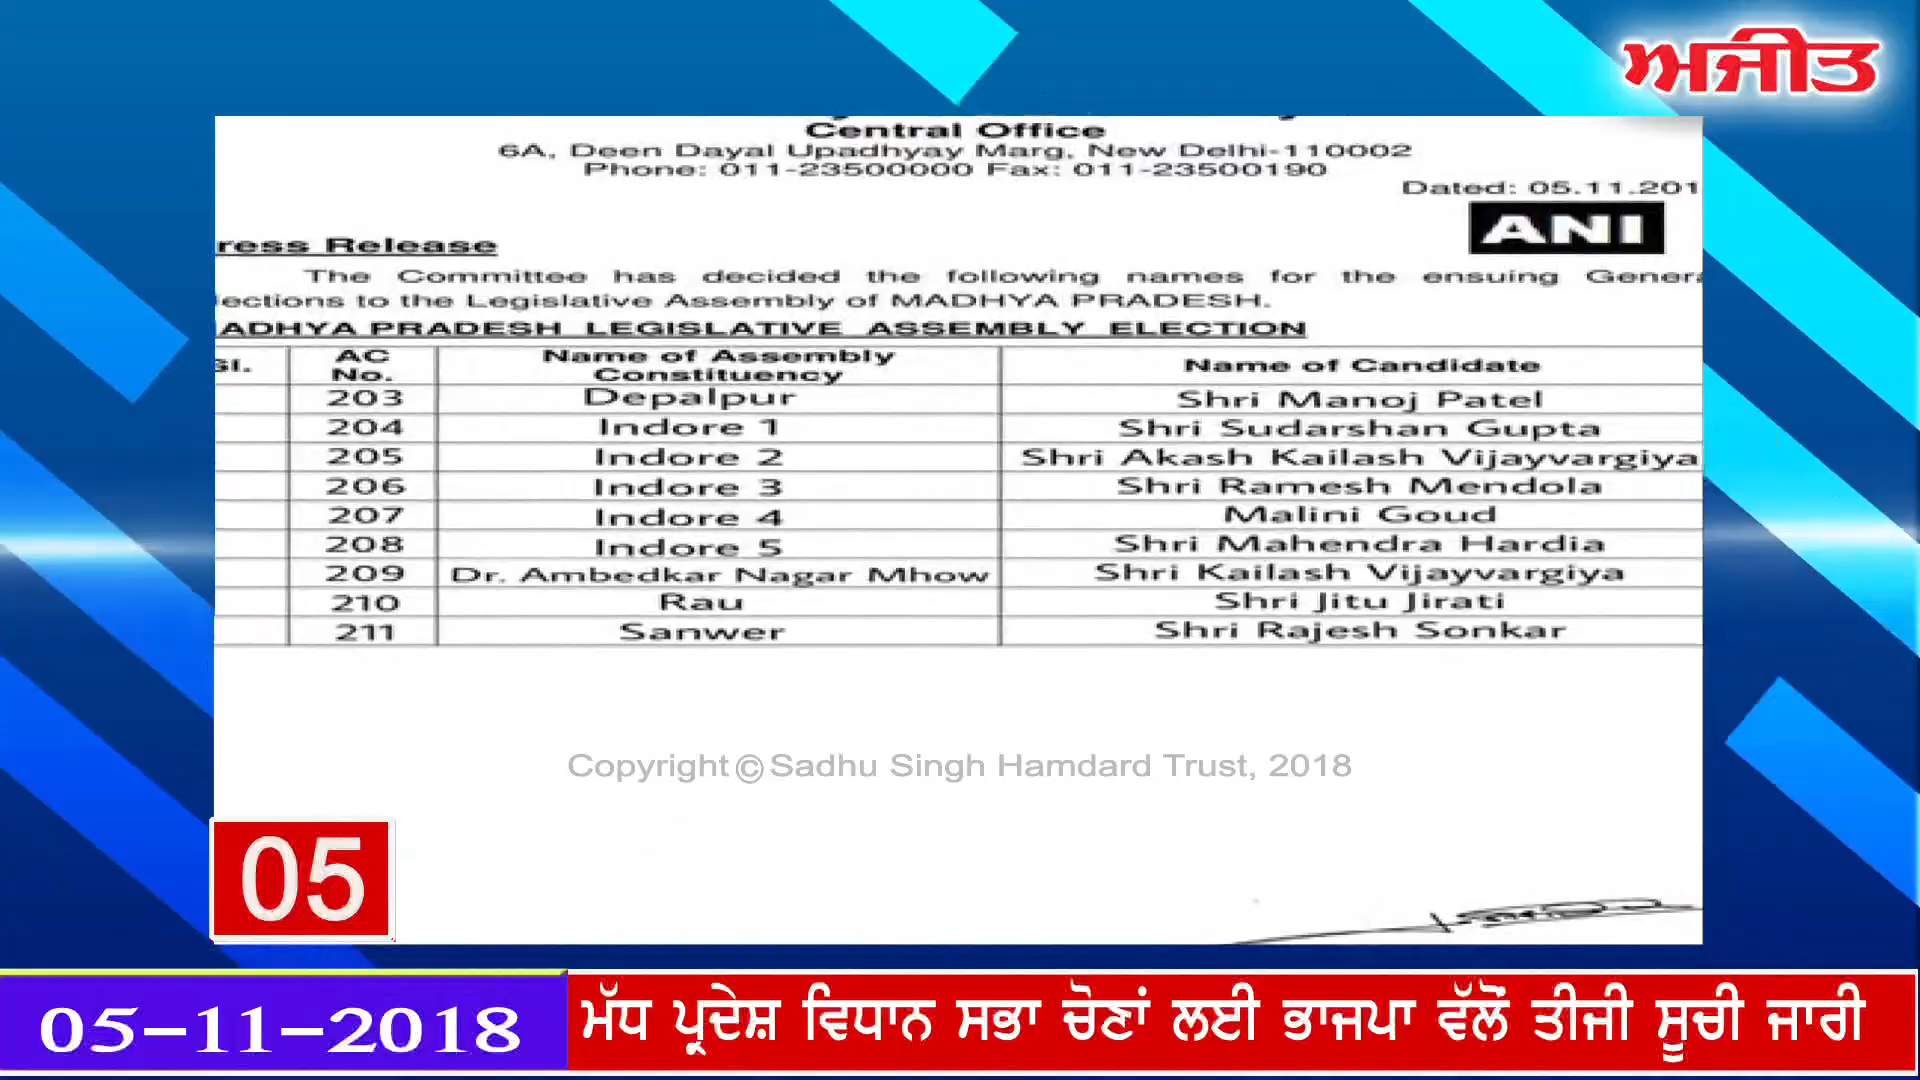 ਅਜੀਤ
Central Office
6A, Deen Dayal Upadhyay Marg, New Delhi-110002
Phone: 011-23500000 Fax: 011-23500190
Dated: 05.11.201
ANI
ress Release
The Committee has decided the following names for the ensuing Genera
lections to the Legislative Assembly of MADHYA PRADESH.
ADHYA PRADESH LEGISLATIVE ASSEMBLY ELECTION
Sl. AC No. Name of Assembly Constituency Name of Candidate
203 Depalpur Shri Manoj Patel
204 Indore 1 Shri Sudarshan Gupta
205 Indore 2 Shri Akash Kailash Vijayvargiya
206 Indore 3 Shri Ramesh Mendola
207 Indore 4 Malini Goud
208 Indore 5 Shri Mahendra Hardia
209 Dr. Ambedkar Nagar Mhow Shri Kailash Vijayvargiya
210 Rau Shri Jitu Jirati
211 Sanwer Shri Rajesh Sonkar
Copyright © Sadhu Singh Hamdard Trust, 2018
05
05-11-2018
ਮੱਧ ਪ੍ਰਦੇਸ਼ ਵਿਧਾਨ ਸਭਾ ਚੋਣਾਂ ਲਈ ਭਾਜਪਾ ਵੱਲੋਂ ਤੀਜੀ ਸੂਚੀ ਜਾਰੀ